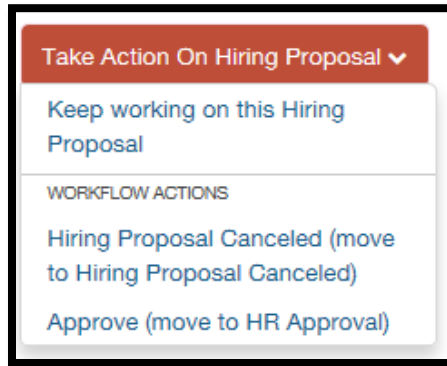 Take Action On Hiring Proposal
Keep working on this Hiring
Proposal
WORKFLOW ACTIONS
Hiring Proposal Canceled (move
to Hiring Proposal Canceled)
Approve (move to HR Approval)